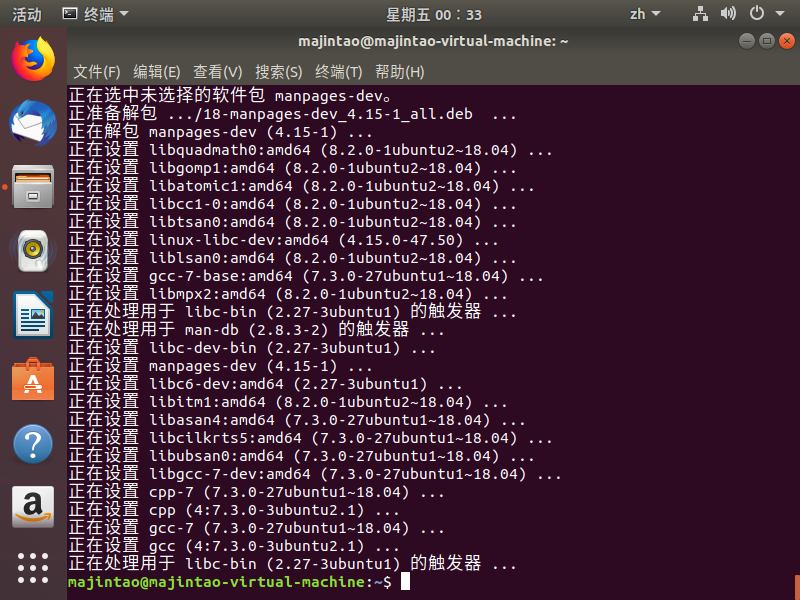 活动 终端 星期五 00：33 zh
majintao@majintao-virtual-machine: ~
文件(F) 编辑(E) 查看(V) 搜索(S) 终端(T) 帮助(H)
正在选中未选择的软件包 manpages-dev。
正准备解包 .../18-manpages-dev_4.15-1_all.deb ...
正在解包 manpages-dev (4.15-1) ...
正在设置 libquadmath0:amd64 (8.2.0-1ubuntu2~18.04) ...
正在设置 libgomp1:amd64 (8.2.0-1ubuntu2~18.04) ...
正在设置 libatomic1:amd64 (8.2.0-1ubuntu2~18.04) ...
正在设置 libcc1-0:amd64 (8.2.0-1ubuntu2~18.04) ...
正在设置 libtsan0:amd64 (8.2.0-1ubuntu2~18.04) ...
正在设置 linux-libc-dev:amd64 (4.15.0-47.50) ...
正在设置 liblsan0:amd64 (8.2.0-1ubuntu2~18.04) ...
正在设置 gcc-7-base:amd64 (7.3.0-27ubuntu1~18.04) ...
正在设置 libmpx2:amd64 (8.2.0-1ubuntu2~18.04) ...
正在处理用于 libc-bin (2.27-3ubuntu1) 的触发器 ...
正在处理用于 man-db (2.8.3-2) 的触发器 ...
正在设置 libc-dev-bin (2.27-3ubuntu1) ...
正在设置 manpages-dev (4.15-1) ...
正在设置 libc6-dev:amd64 (2.27-3ubuntu1) ...
正在设置 libitm1:amd64 (8.2.0-1ubuntu2~18.04) ...
正在设置 libasan4:amd64 (7.3.0-27ubuntu1~18.04) ...
正在设置 libcilkrts5:amd64 (7.3.0-27ubuntu1~18.04) ...
正在设置 libubsan0:amd64 (7.3.0-27ubuntu1~18.04) ...
正在设置 libgcc-7-dev:amd64 (7.3.0-27ubuntu1~18.04) ...
正在设置 cpp-7 (7.3.0-27ubuntu1~18.04) ...
正在设置 cpp (4:7.3.0-3ubuntu2.1) ...
正在设置 gcc-7 (7.3.0-27ubuntu1~18.04) ...
正在设置 gcc (4:7.3.0-3ubuntu2.1) ...
正在处理用于 libc-bin (2.27-3ubuntu1) 的触发器 ...
majintao@majintao-virtual-machine:~$